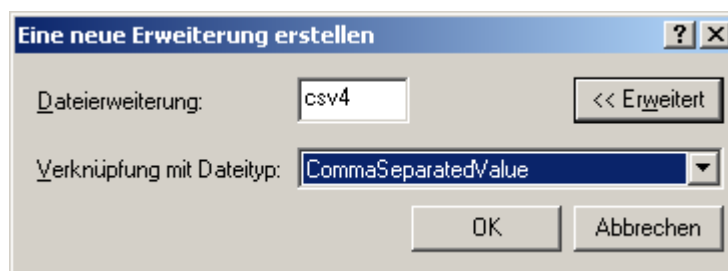 Eine neue Erweiterung erstellen
Dateierweiterung: csv4 << Erweitert
Verknüpfung mit Dateityp: CommaSeparatedValue
OK Abbrechen